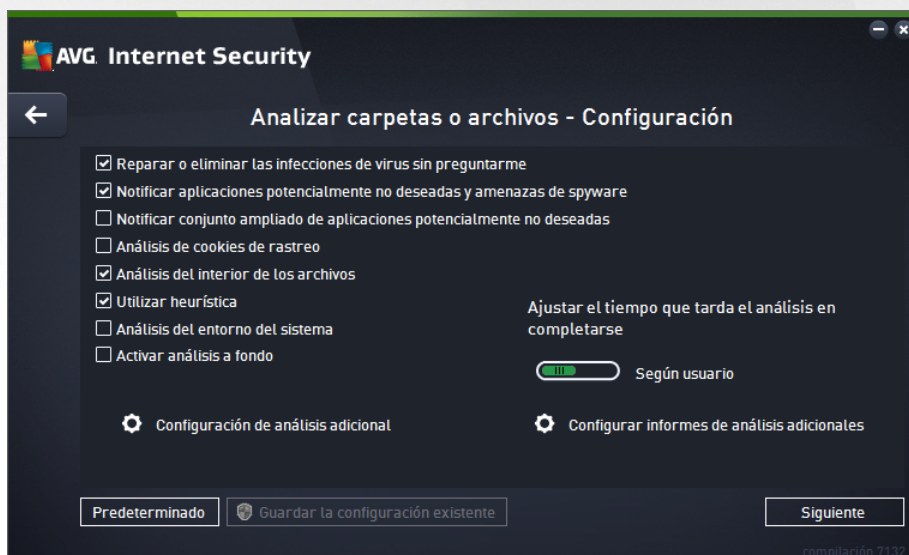 AVG. Internet Security
Analizar carpetas o archivos - Configuración
Reparar o eliminar las infecciones de virus sin preguntarme
Notificar aplicaciones potencialmente no deseadas y amenazas de spyware
Notificar conjunto ampliado de aplicaciones potencialmente no deseadas
Análisis de cookies de rastreo
Análisis del interior de los archivos
Utilizar heurística
Análisis del entorno del sistema
Activar análisis a fondo
Ajustar el tiempo que tarda el análisis en
completarse
Según usuario
Configuración de análisis adicional
Configurar informes de análisis adicionales
Predeterminado
Guardar la configuración existente
Siguiente
compilación 7132